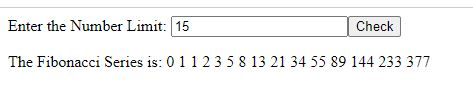 Enter the Number Limit: 15 Check
The Fibonacci Series is: 0 1 1 2 3 5 8 13 21 34 55 89 144 233 377